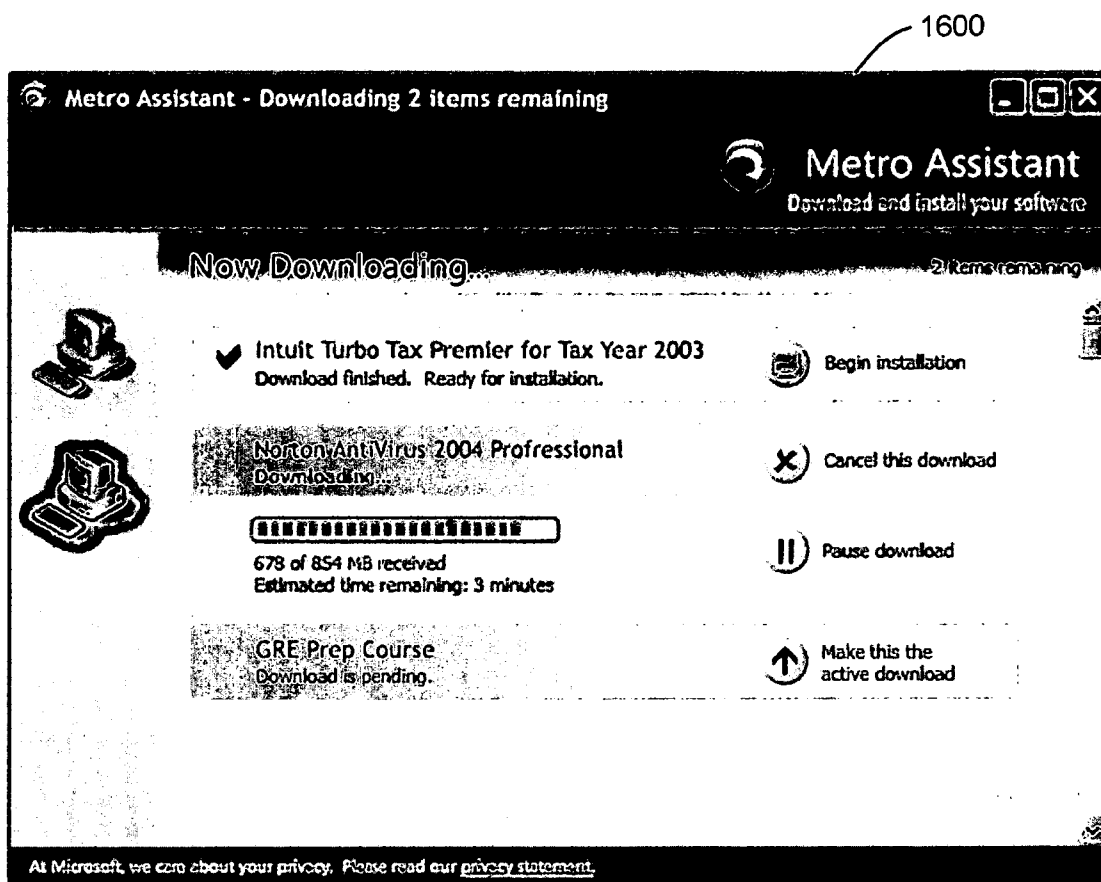 1600
Metro Assistant - Downloading 2 items remaining
Metro Assistant
Download and install your software
Now Downloading...
2 items remaining
Intuit Turbo Tax Premier for Tax Year 2003
Download finished. Ready for installation.
Begin installation
Norton AntiVirus 2004 Profressional
Downloading...
Cancel this download
678 of 854 MB received
Estimated time remaining: 3 minutes
Pause download
GRE Prep Course
Download is pending.
Make this the
active download
At Microsoft, we care about your privacy. Please read our privacy statement.